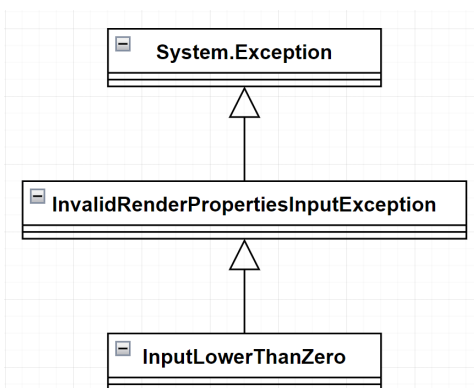 System.Exception
InvalidRenderPropertiesInputException
InputLowerThanZero